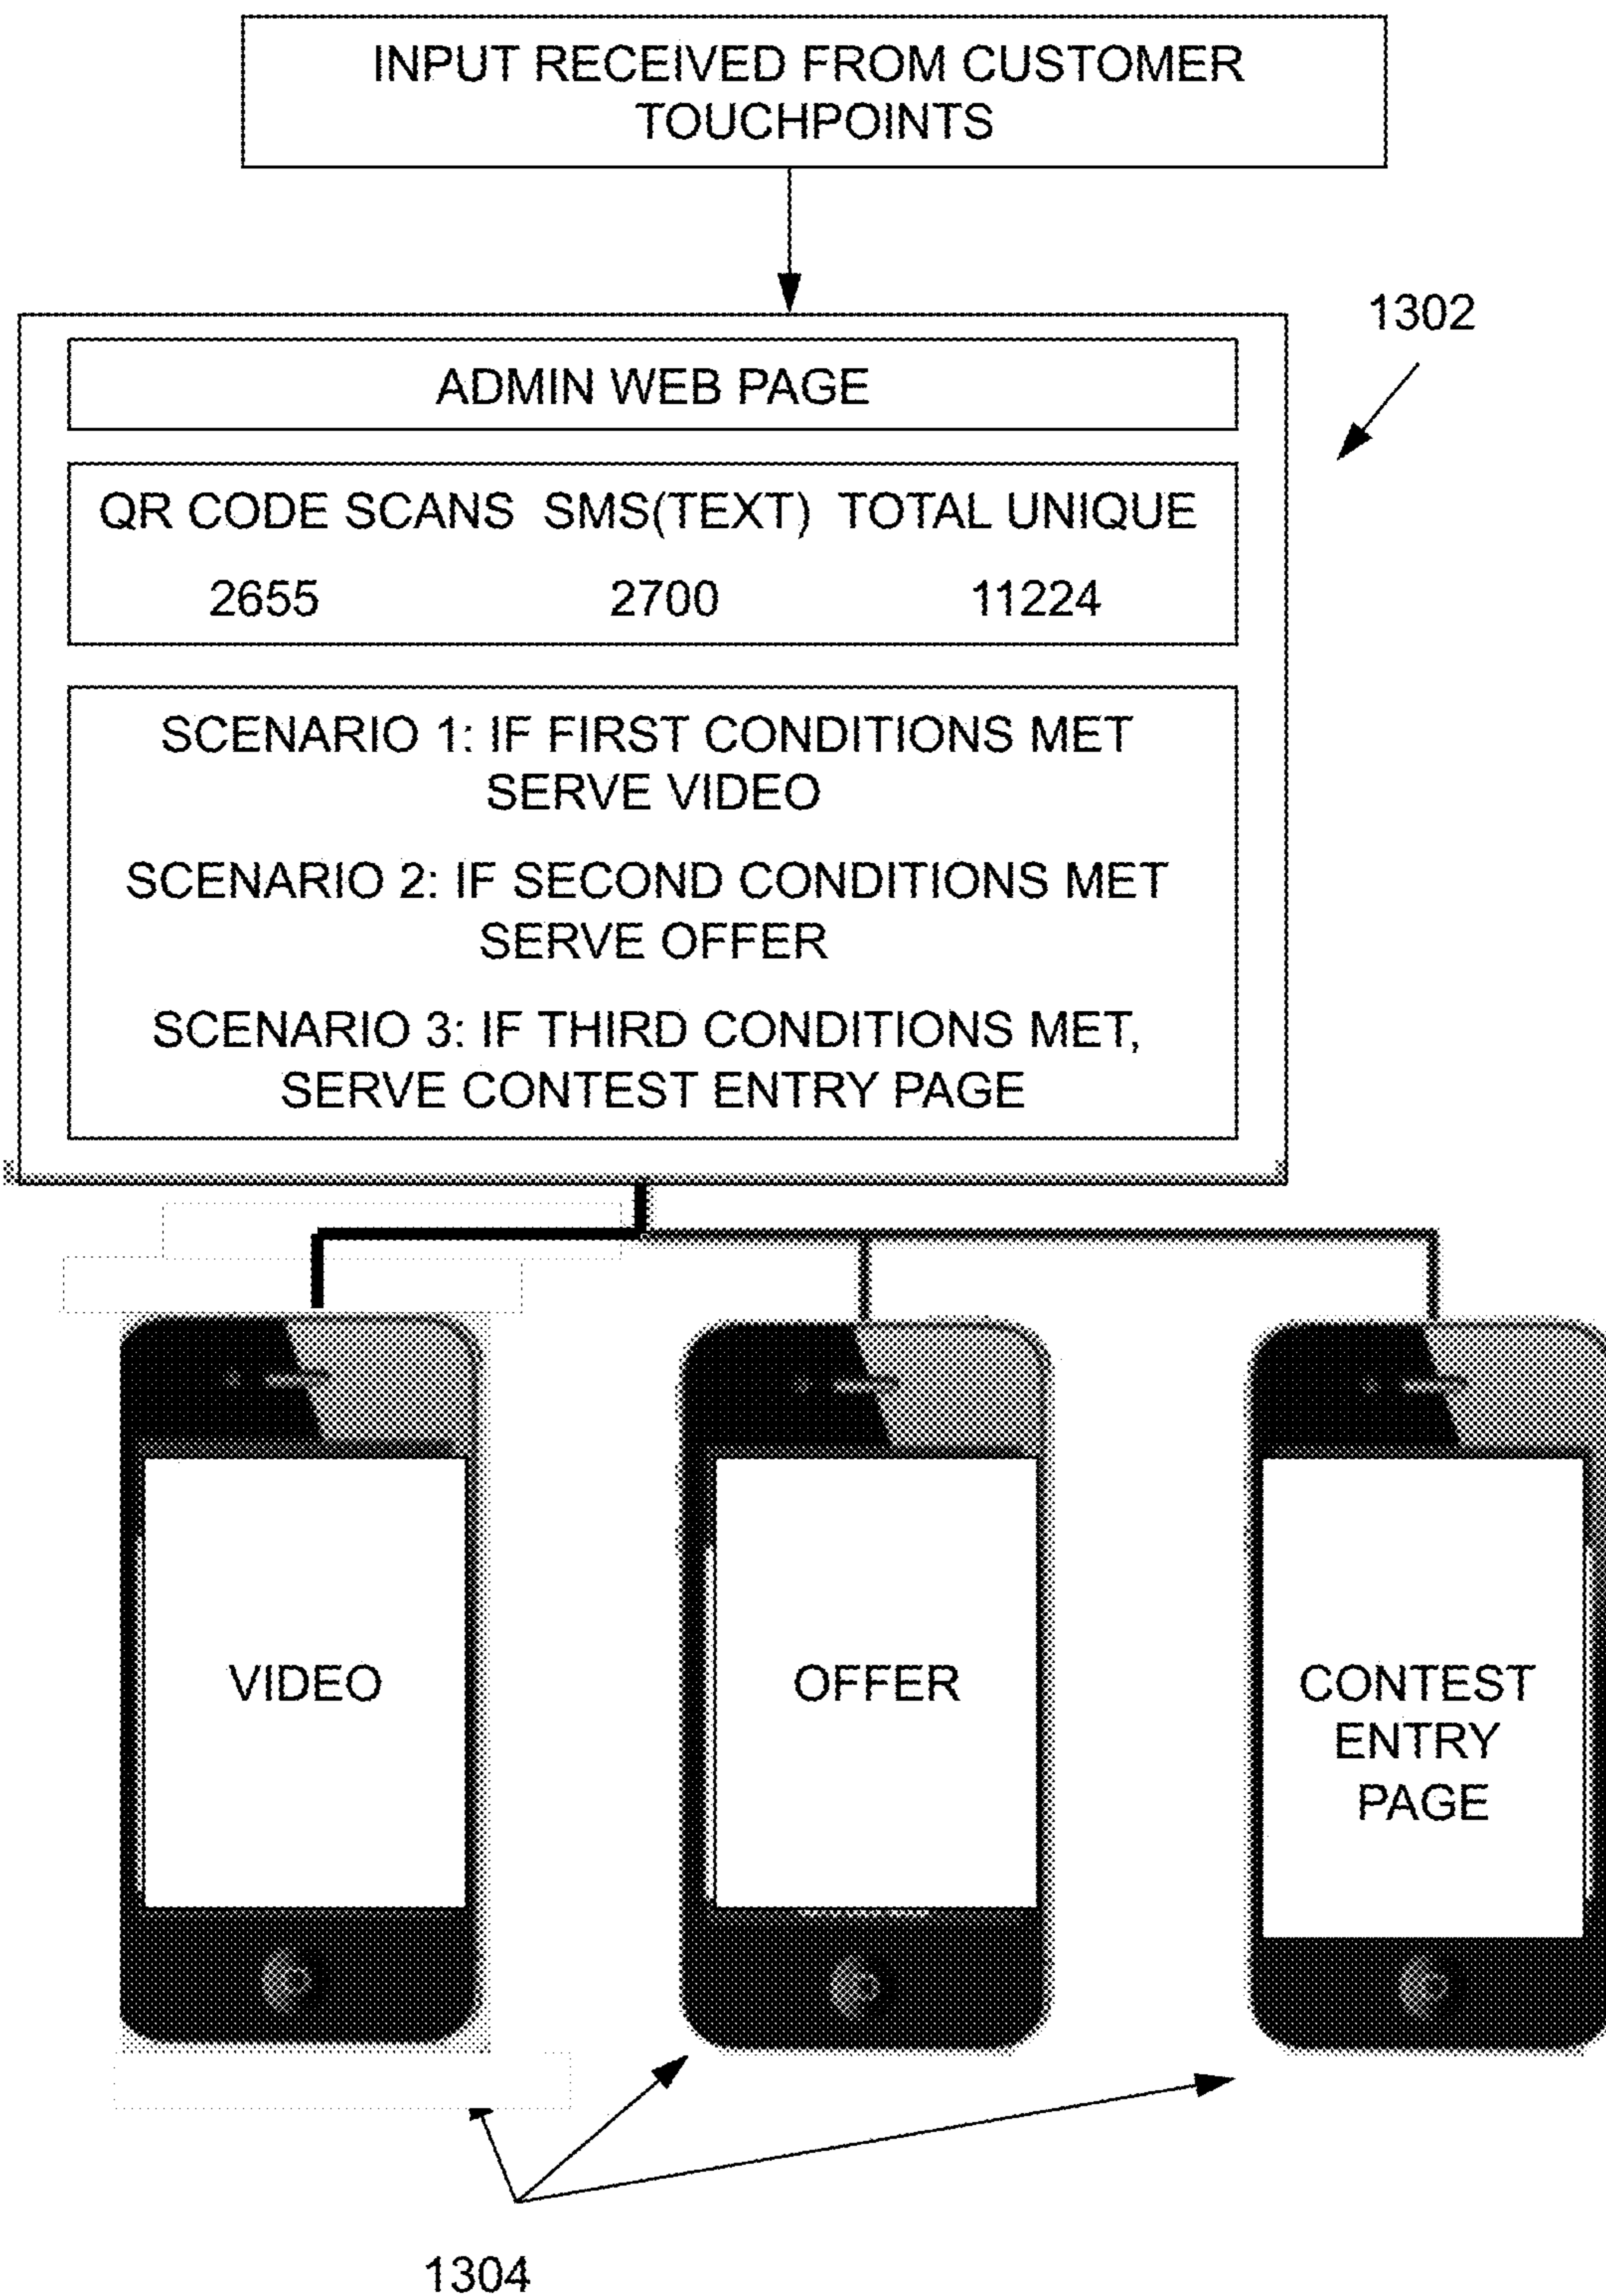 INPUT RECEIVED FROM CUSTOMER
TOUCHPOINTS
1302
ADMIN WEB PAGE
QR CODE SCANS SMS(TEXT) TOTAL UNIQUE
2655 2700 11224
SCENARIO 1: IF FIRST CONDITIONS MET
SERVE VIDEO
SCENARIO 2: IF SECOND CONDITIONS MET
SERVE OFFER
SCENARIO 3: IF THIRD CONDITIONS MET,
SERVE CONTEST ENTRY PAGE
VIDEO
OFFER
CONTEST
ENTRY
PAGE
1304